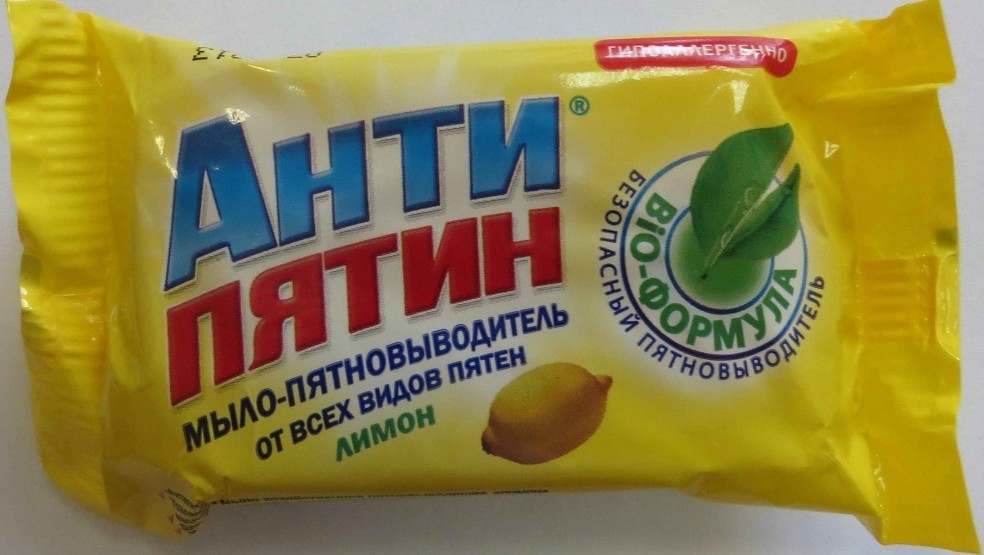 ГИПОАЛЛЕРГЕННО
АНТИ®
ПЯТИН
МЫЛО-ПЯТНОВЫВОДИТЕЛЬ
ОТ ВСЕХ ВИДОВ ПЯТЕН
ЛИМОН
BIO-ФОРМУЛА
БЕЗОПАСНЫЙ ПЯТНОВЫВОДИТЕЛЬ